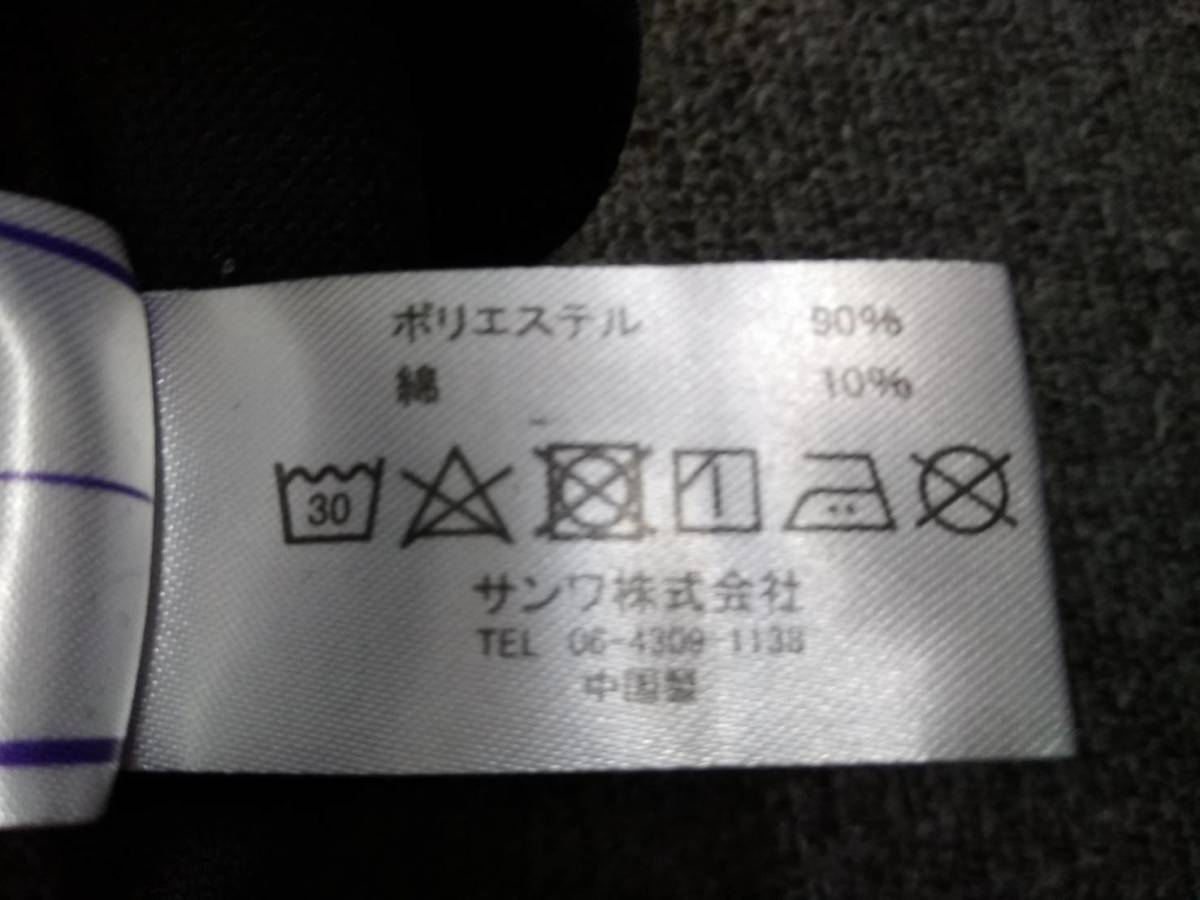 ポリエステル 90%
綿 10%
30
サンワ株式会社
TEL 06-4309-1138
中国製